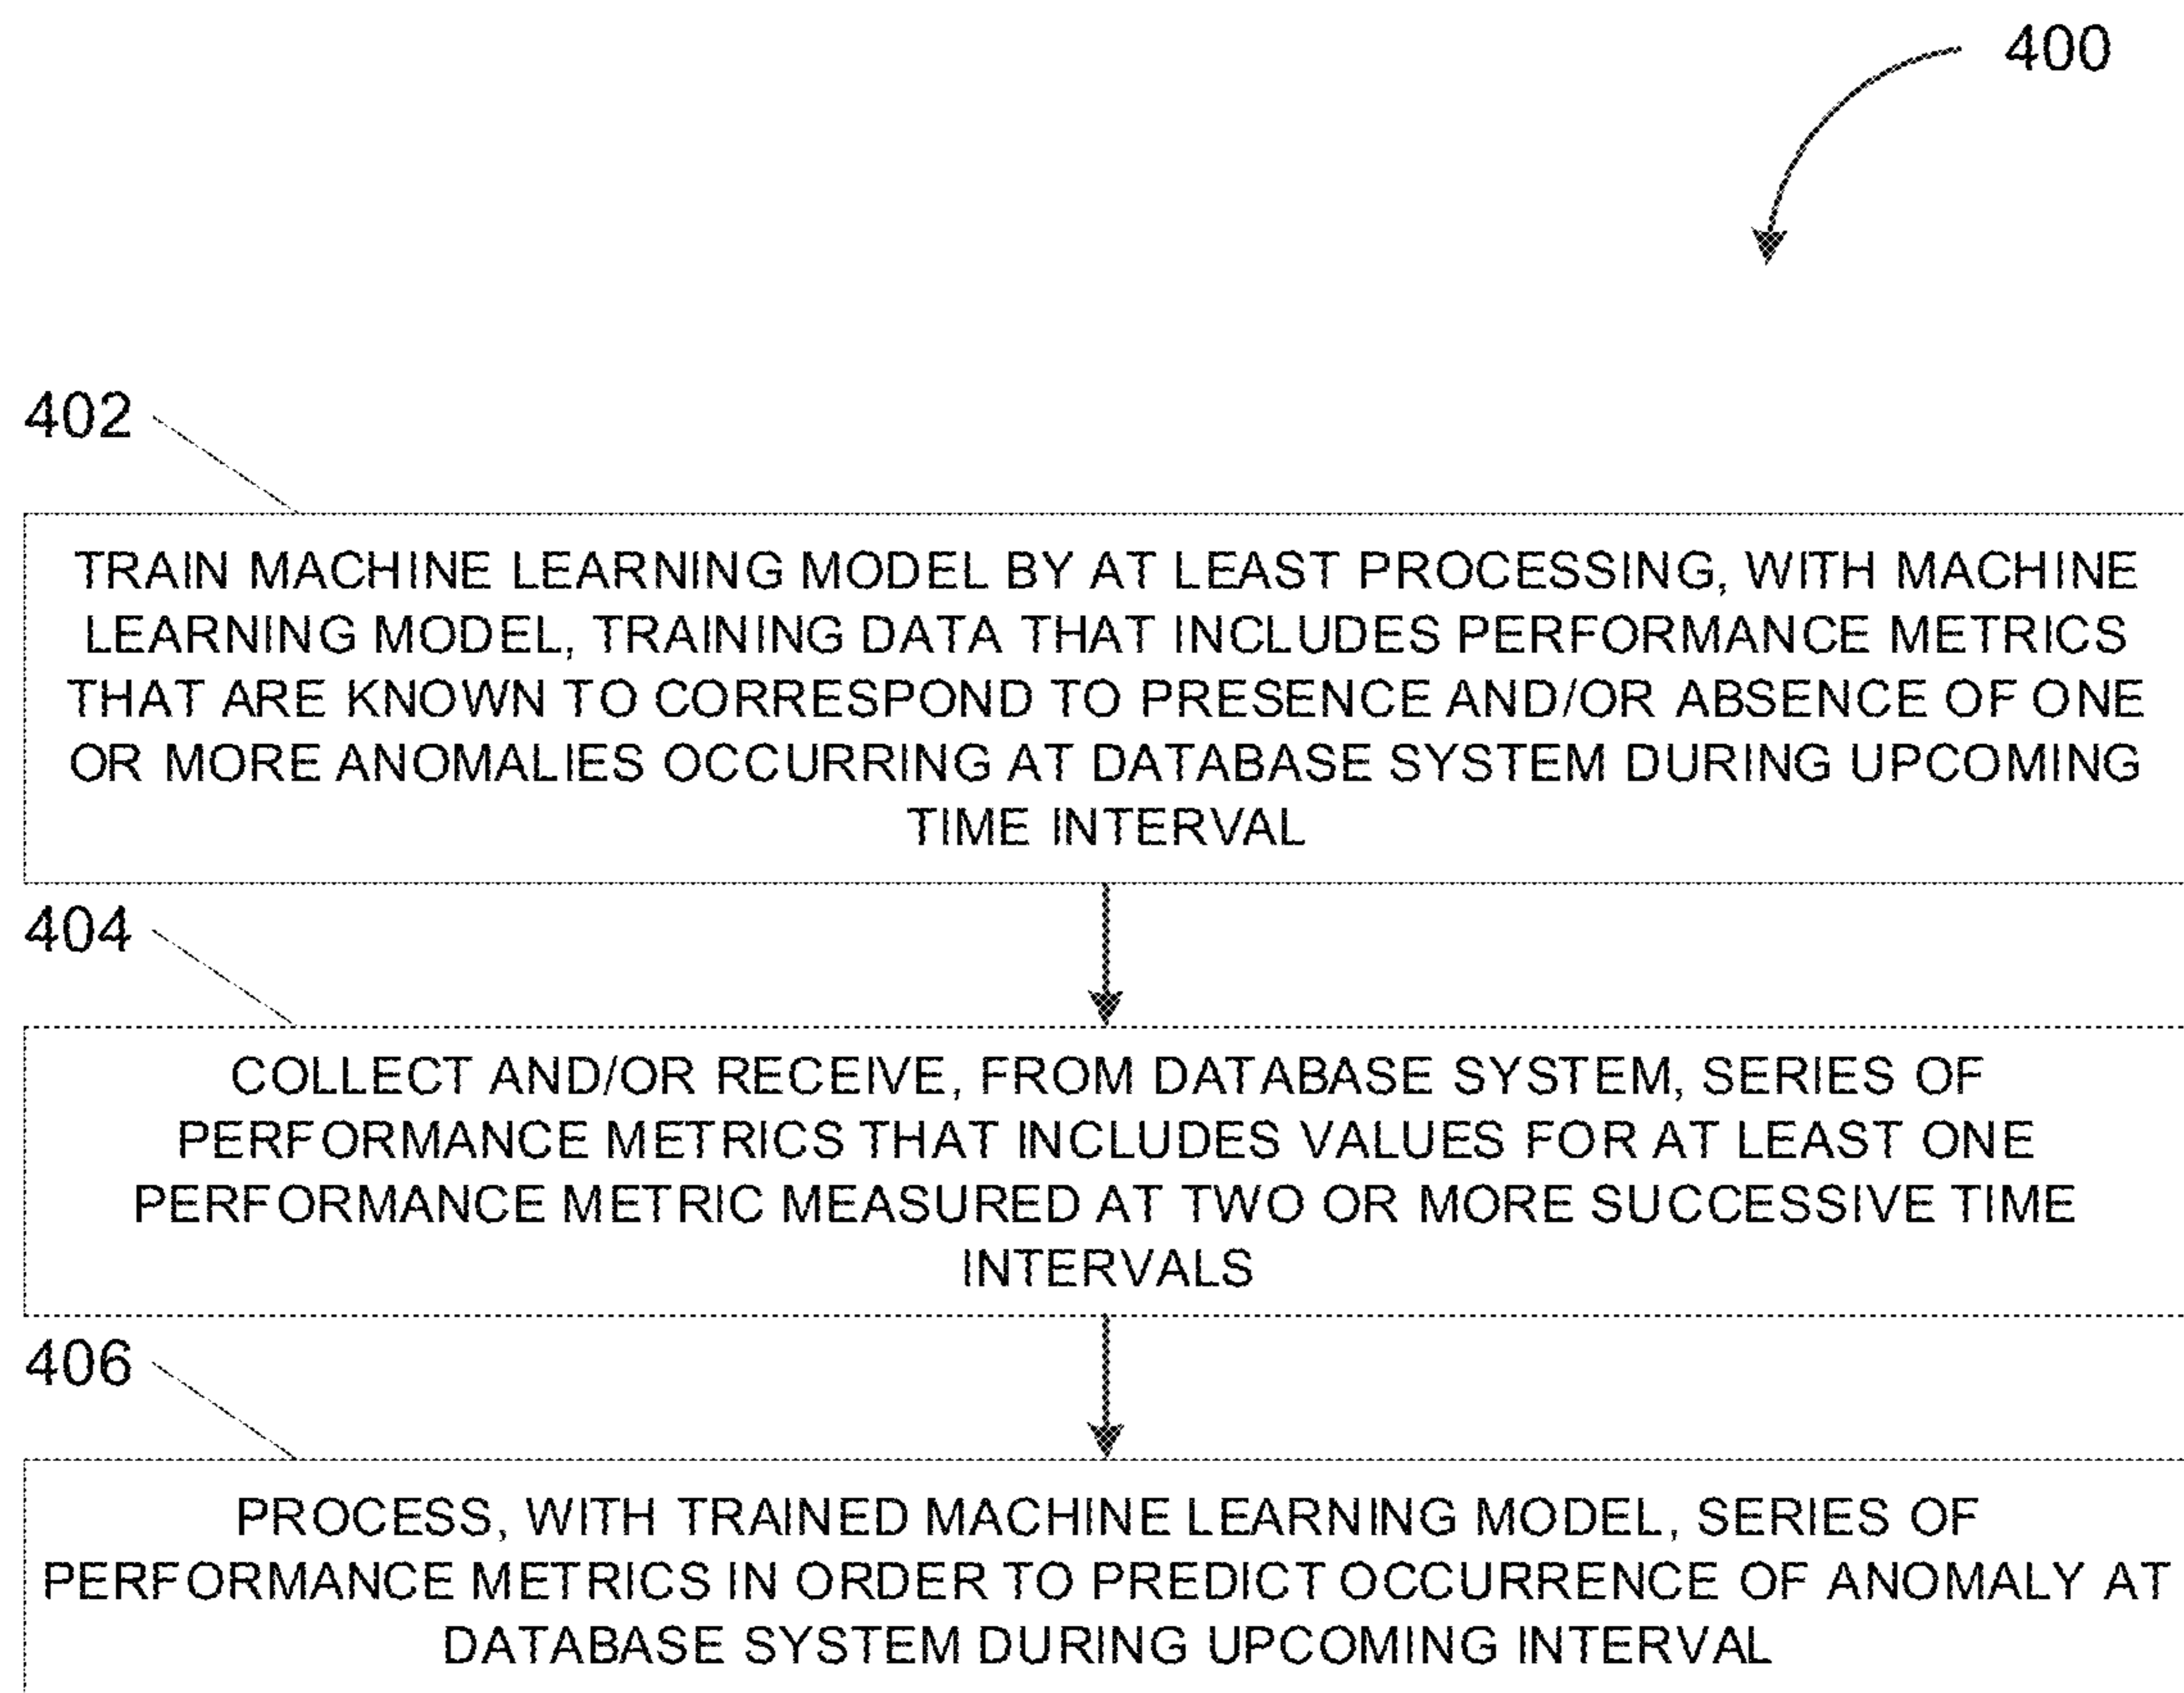 400
402
TRAIN MACHINE LEARNING MODEL BY AT LEAST PROCESSING, WITH MACHINE
LEARNING MODEL, TRAINING DATA THAT INCLUDES PERFORMANCE METRICS
THAT ARE KNOWN TO CORRESPOND TO PRESENCE AND/OR ABSENCE OF ONE
OR MORE ANOMALIES OCCURRING AT DATABASE SYSTEM DURING UPCOMING
TIME INTERVAL
404
COLLECT AND/OR RECEIVE, FROM DATABASE SYSTEM, SERIES OF
PERFORMANCE METRICS THAT INCLUDES VALUES FOR AT LEAST ONE
PERFORMANCE METRIC MEASURED AT TWO OR MORE SUCCESSIVE TIME
INTERVALS
406
PROCESS, WITH TRAINED MACHINE LEARNING MODEL, SERIES OF
PERFORMANCE METRICS IN ORDER TO PREDICT OCCURRENCE OF ANOMALY AT
DATABASE SYSTEM DURING UPCOMING INTERVAL